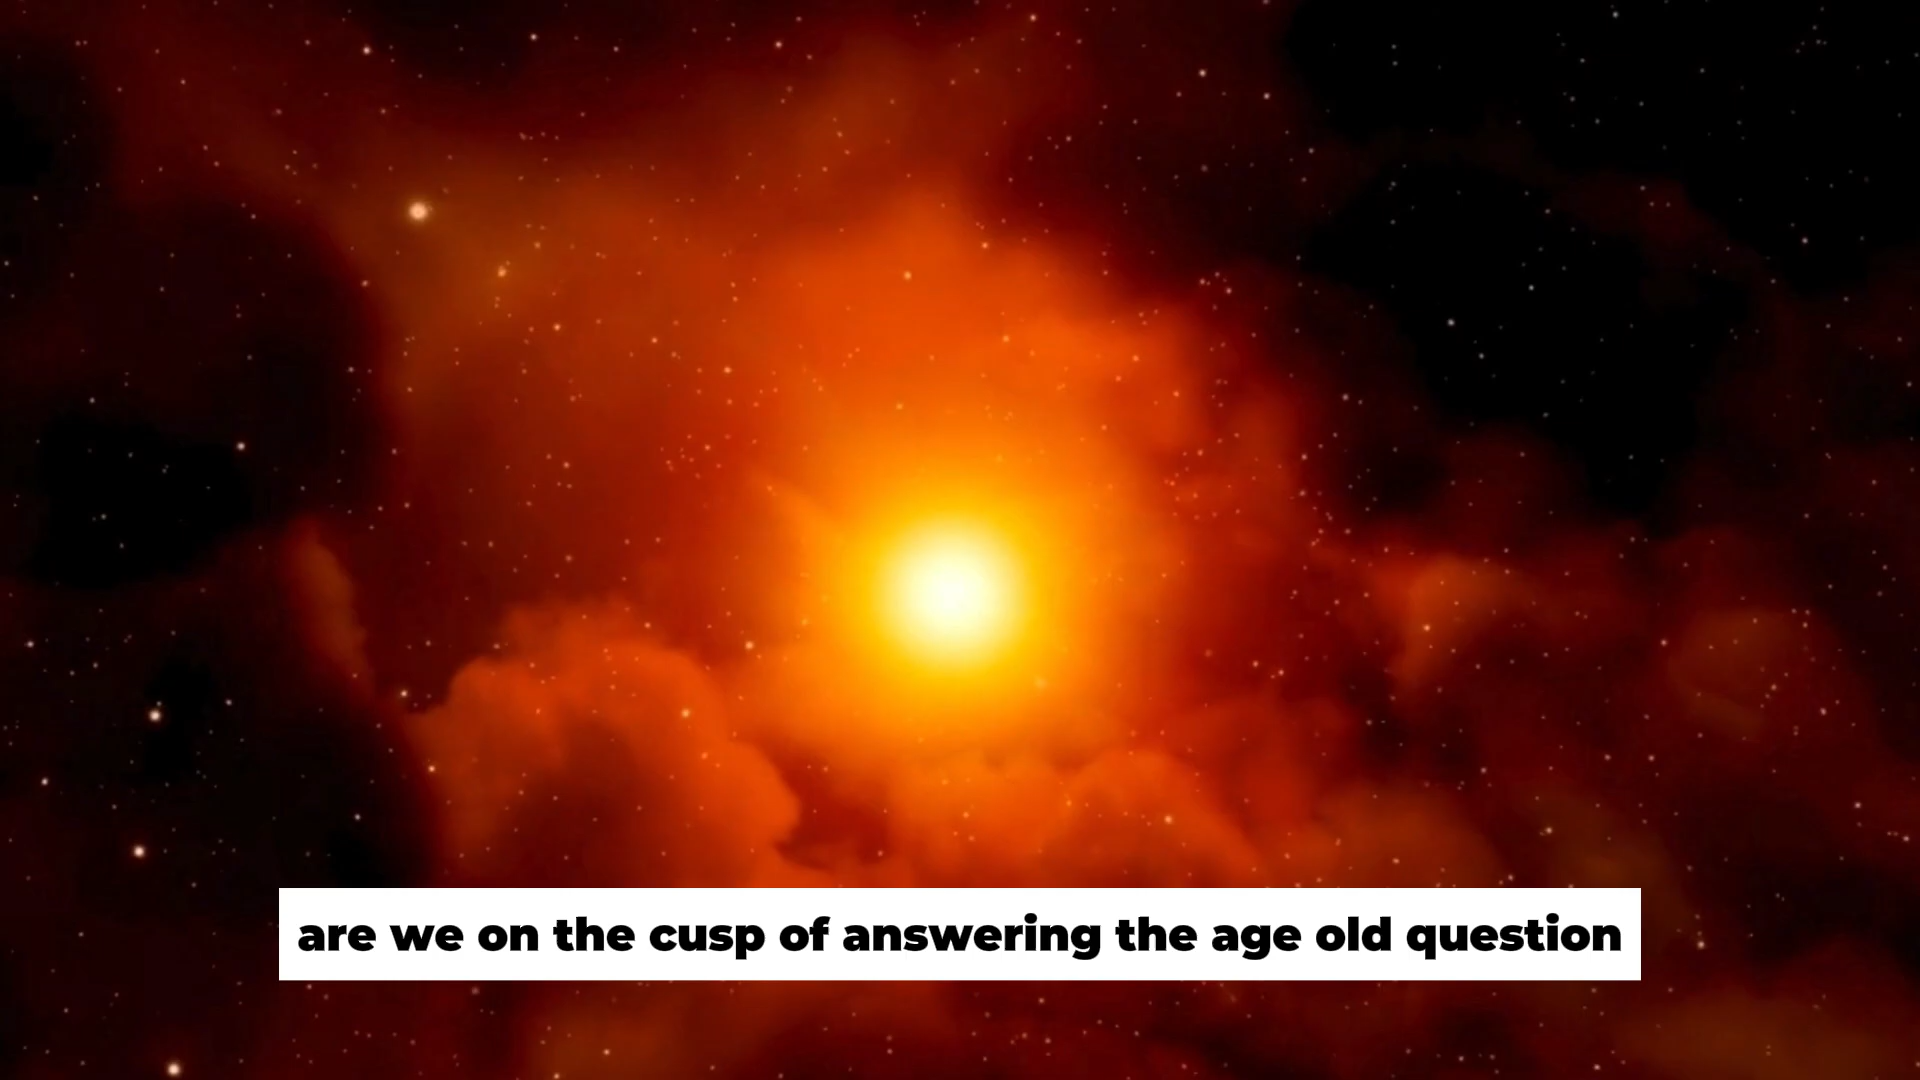 are we on the cusp of answering the age old question